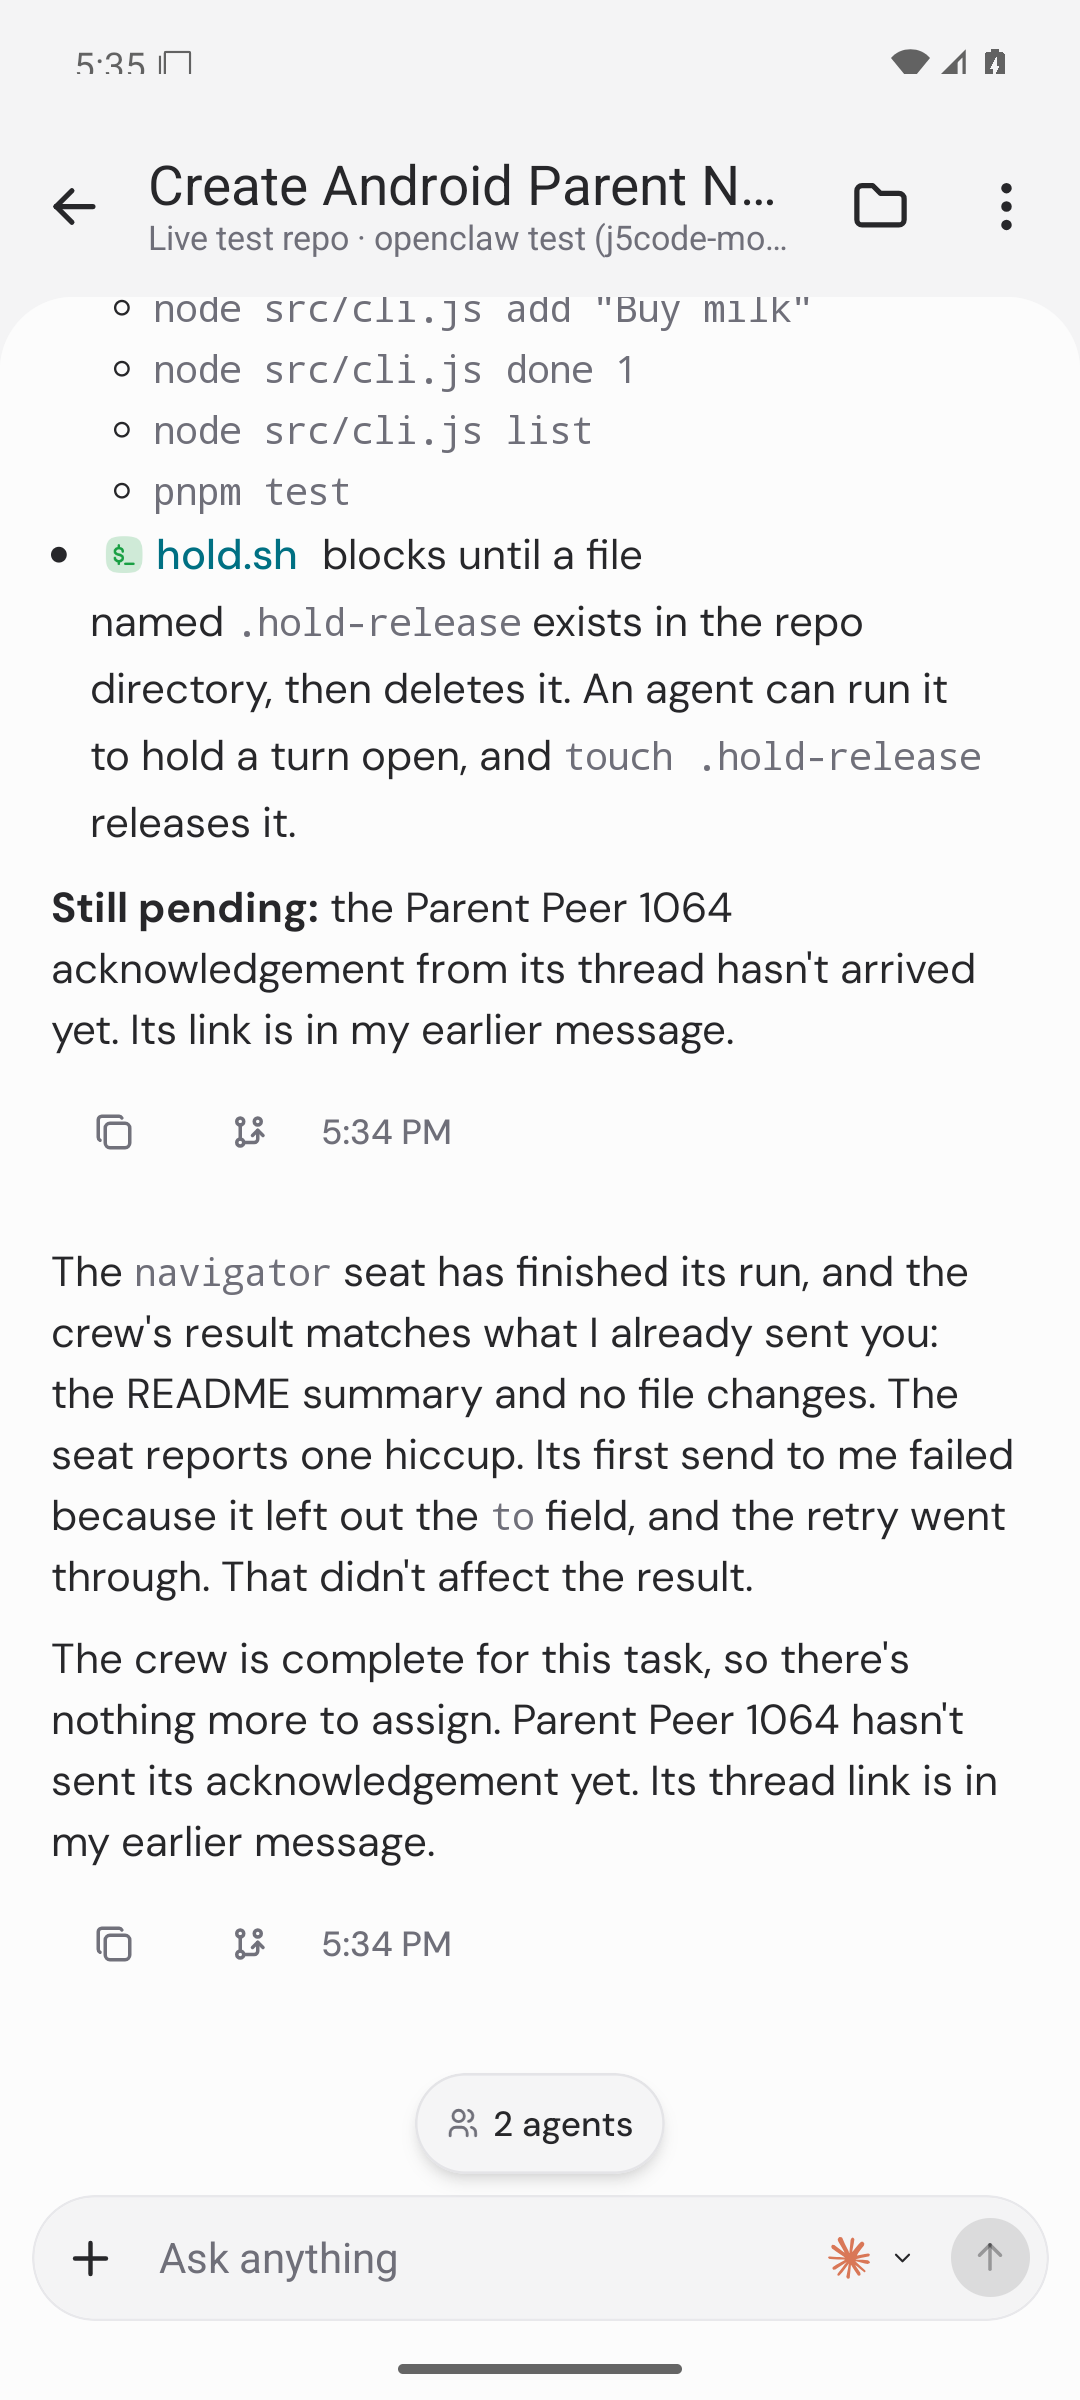 5:35
Create Android Parent N...
Live test repo · openclaw test (j5code-mo...
node src/cli.js add "Buy milk"
node src/cli.js done 1
node src/cli.js list
pnpm test
$_ hold.sh blocks until a file
named .hold-release exists in the repo
directory, then deletes it. An agent can run it
to hold a turn open, and touch .hold-release
releases it.
Still pending: the Parent Peer 1064
acknowledgement from its thread hasn't arrived
yet. Its link is in my earlier message.
5:34 PM
The navigator seat has finished its run, and the
crew's result matches what I already sent you:
the README summary and no file changes. The
seat reports one hiccup. Its first send to me failed
because it left out the to field, and the retry went
through. That didn't affect the result.
The crew is complete for this task, so there's
nothing more to assign. Parent Peer 1064 hasn't
sent its acknowledgement yet. Its thread link is in
my earlier message.
5:34 PM
2 agents
Ask anything